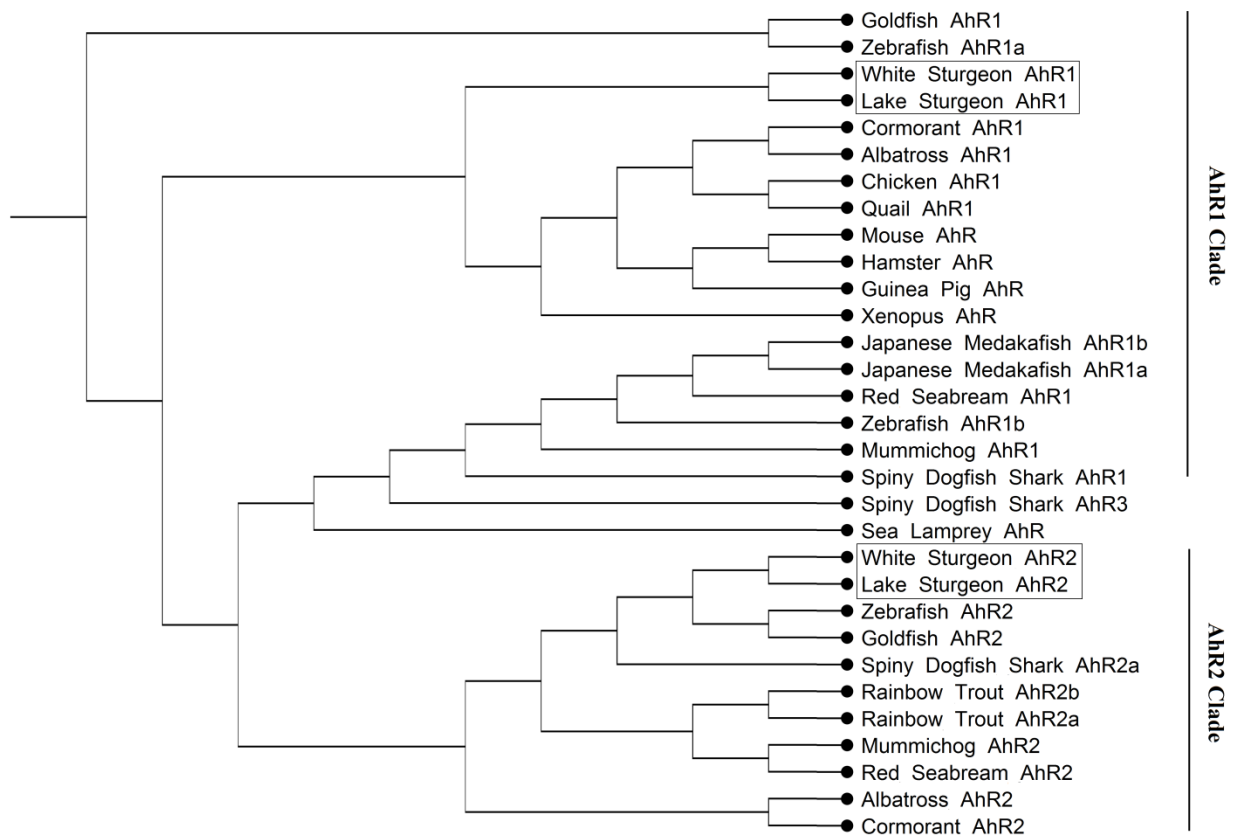 Goldfish AhR1
Zebrafish AhR1a
White Sturgeon AhR1
Lake Sturgeon AhR1
Cormorant AhR1
Albatross AhR1
Chicken AhR1
Quail AhR1
Mouse AhR
Hamster AhR
Guinea Pig AhR
Xenopus AhR
Japanese Medakafish AhR1b
Japanese Medakafish AhR1a
Red Seabream AhR1
Zebrafish AhR1b
Mummichog AhR1
Spiny Dogfish Shark AhR1
Spiny Dogfish Shark AhR3
Sea Lamprey AhR
White Sturgeon AhR2
Lake Sturgeon AhR2
Zebrafish AhR2
Goldfish AhR2
Spiny Dogfish Shark AhR2a
Rainbow Trout AhR2b
Rainbow Trout AhR2a
Mummichog AhR2
Red Seabream AhR2
Albatross AhR2
Cormorant AhR2
AhR1 Clade
AhR2 Clade